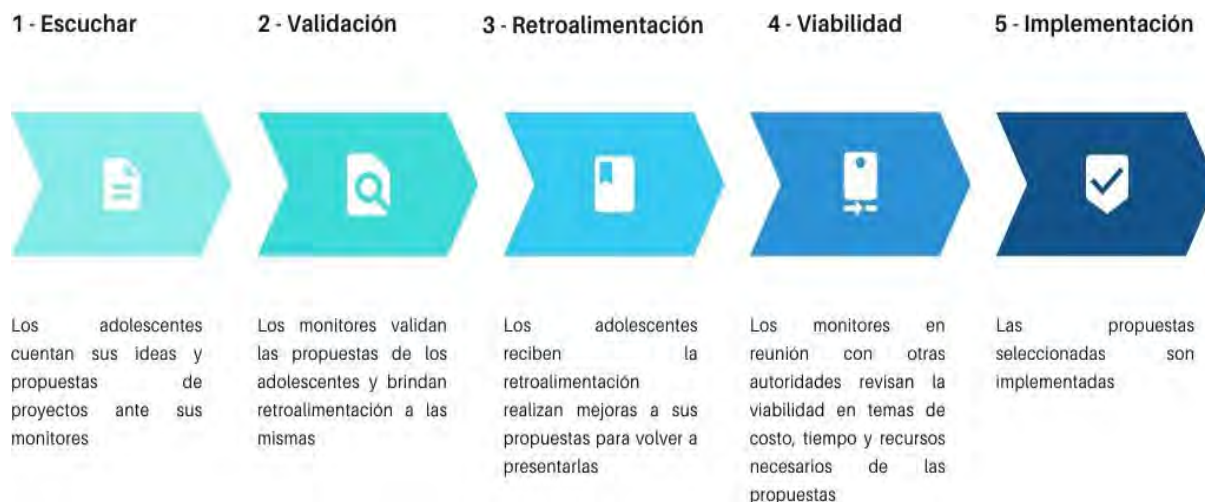 1 - Escuchar
2 - Validación
3 - Retroalimentación
4 - Viabilidad
5 - Implementación
Los adolescentes
cuentan sus ideas y
propuestas de
proyectos ante sus
monitores
Los monitores validan
las propuestas de los
adolescentes y brindan
retroalimentación a las
mismas
Los adolescentes
reciben la
retroalimentación
realizan mejoras a sus
propuestas para volver a
presentarlas
Los monitores en
reunión con otras
autoridades revisan la
viabilidad en temas de
costo, tiempo y recursos
necesarios de las
propuestas
Las propuestas
seleccionadas son
implementadas